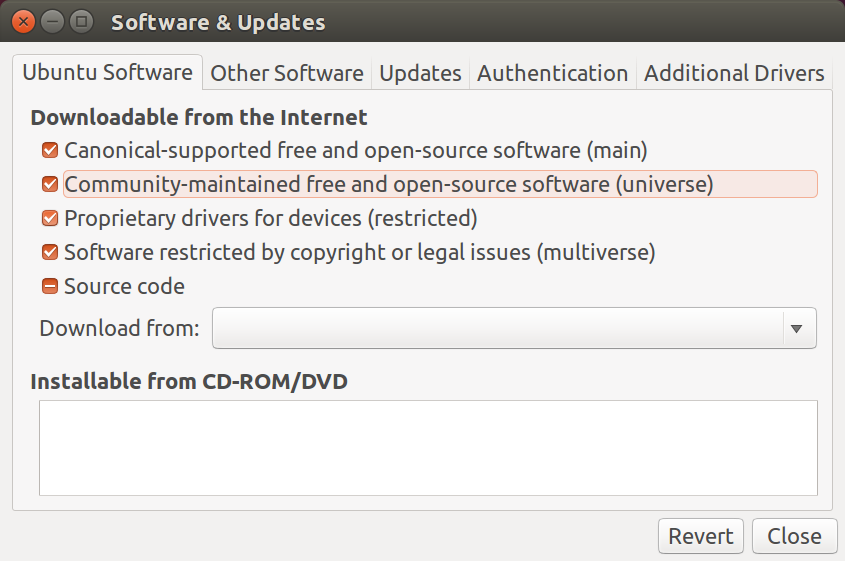 Software & Updates
Ubuntu Software Other Software Updates Authentication Additional Drivers
Downloadable from the Internet
Canonical-supported free and open-source software (main)
Community-maintained free and open-source software (universe)
Proprietary drivers for devices (restricted)
Software restricted by copyright or legal issues (multiverse)
Source code
Download from:
Installable from CD-ROM/DVD
Revert Close